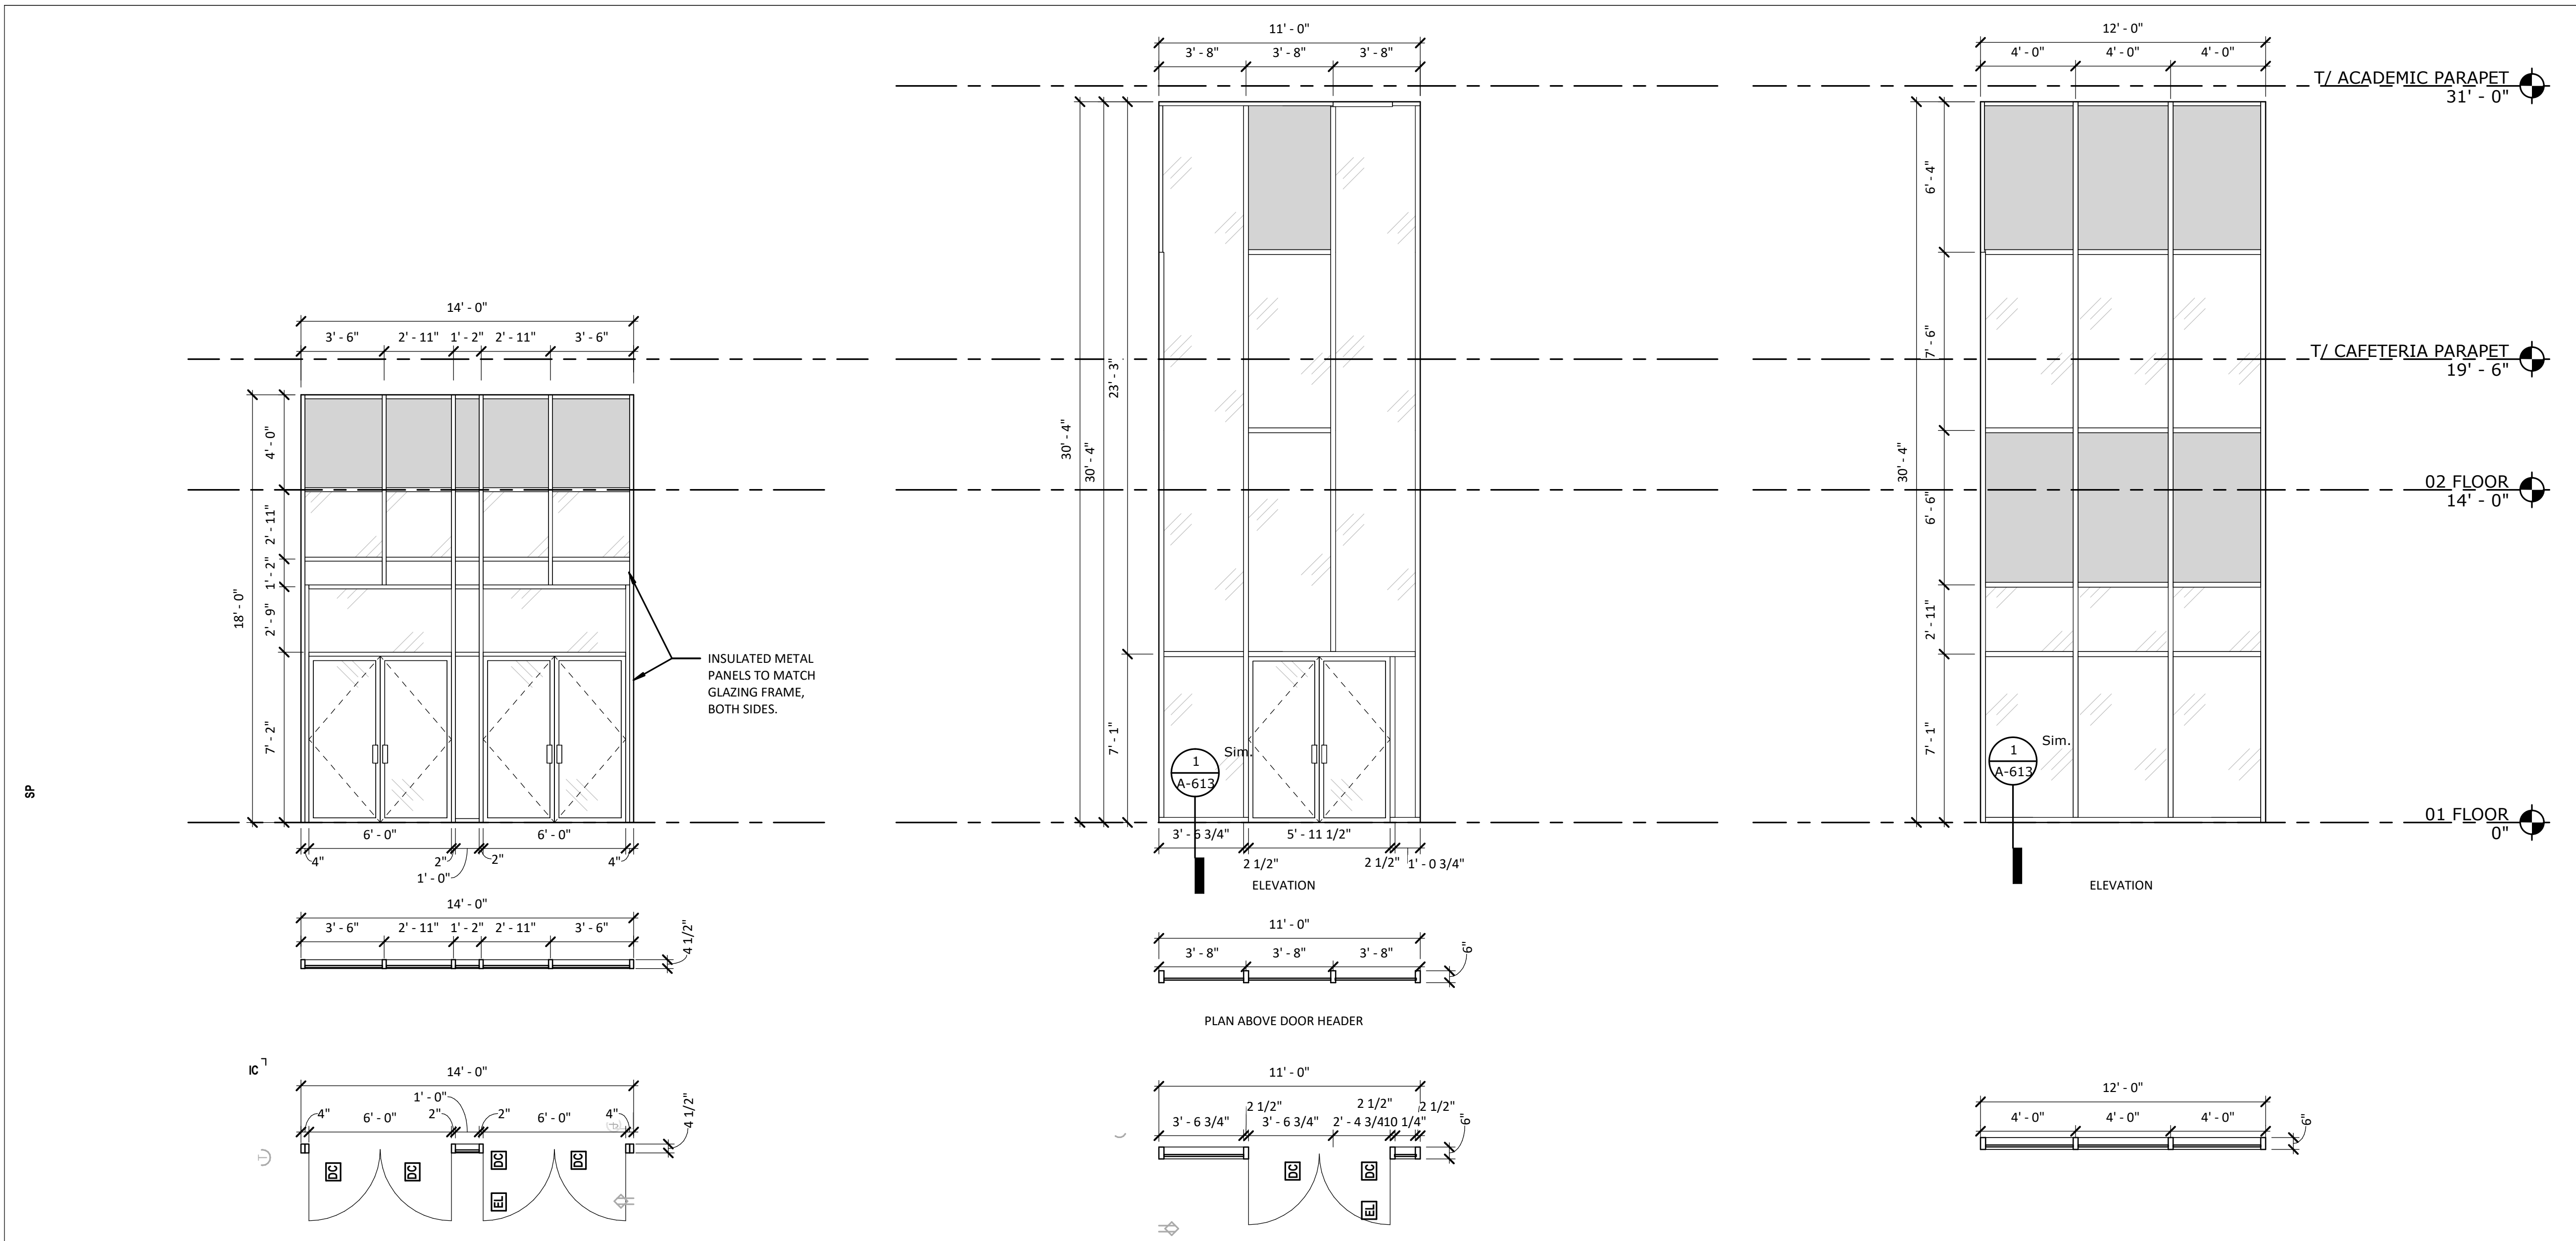 11' - 0"
3' - 8" 3' - 8" 3' - 8"
12' - 0"
4' - 0" 4' - 0" 4' - 0"
T/ ACADEMIC PARAPET
31' - 0"
T/ CAFETERIA PARAPET
19' - 6"
02 FLOOR
14' - 0"
01 FLOOR
0"
14' - 0"
3' - 6" 2' - 11" 1' - 2" 2' - 11" 3' - 6"
18' - 0"
4' - 0"
2' - 11"
1' - 2"
2' - 9"
7' - 2"
INSULATED METAL
PANELS TO MATCH
GLAZING FRAME,
BOTH SIDES.
6' - 0" 6' - 0"
4" 2" 2" 4"
1' - 0"
14' - 0"
3' - 6" 2' - 11" 1' - 2" 2' - 11" 3' - 6"
4 1/2"
14' - 0"
1' - 0"
4" 6' - 0" 2" 2" 6' - 0" 4"
4 1/2"
DC DC DC DC
EL
SP
IC
30' - 4"
30' - 4"
23' - 3"
7' - 1"
1
A-613
Sim.
3' - 6 3/4" 5' - 11 1/2"
2 1/2" 2 1/2" 1' - 0 3/4"
ELEVATION
11' - 0"
3' - 8" 3' - 8" 3' - 8"
6"
PLAN ABOVE DOOR HEADER
11' - 0"
2 1/2" 2 1/2" 2 1/2"
3' - 6 3/4" 3' - 6 3/4" 2' - 4 3/4" 10 1/4"
6"
DC DC
EL
30' - 4"
6' - 4"
7' - 6"
6' - 6"
2' - 11"
7' - 1"
1
A-613
Sim.
ELEVATION
12' - 0"
4' - 0" 4' - 0" 4' - 0"
6"